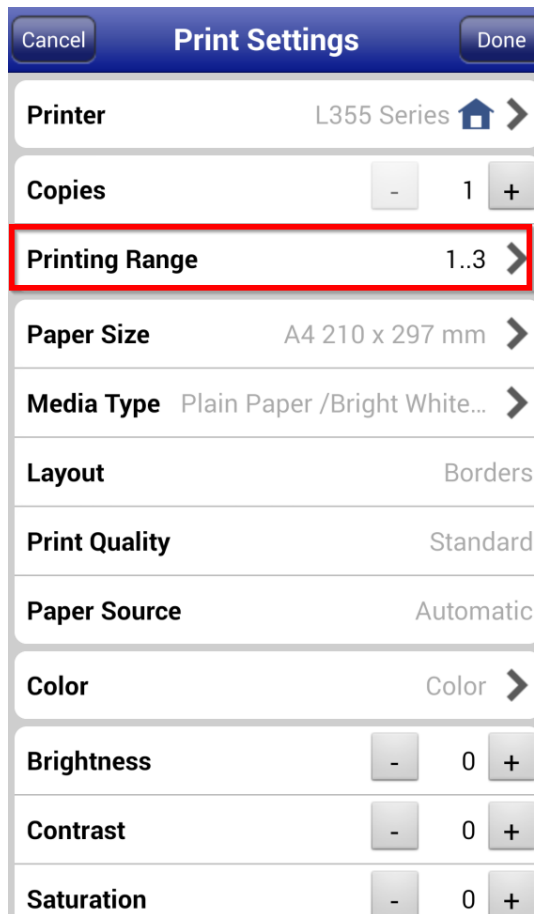 Cancel Print Settings Done
Printer L355 Series
Copies - 1 +
Printing Range 1..3
Paper Size A4 210 x 297 mm
Media Type Plain Paper /Bright White...
Layout Borders
Print Quality Standard
Paper Source Automatic
Color Color
Brightness - 0 +
Contrast - 0 +
Saturation - 0 +